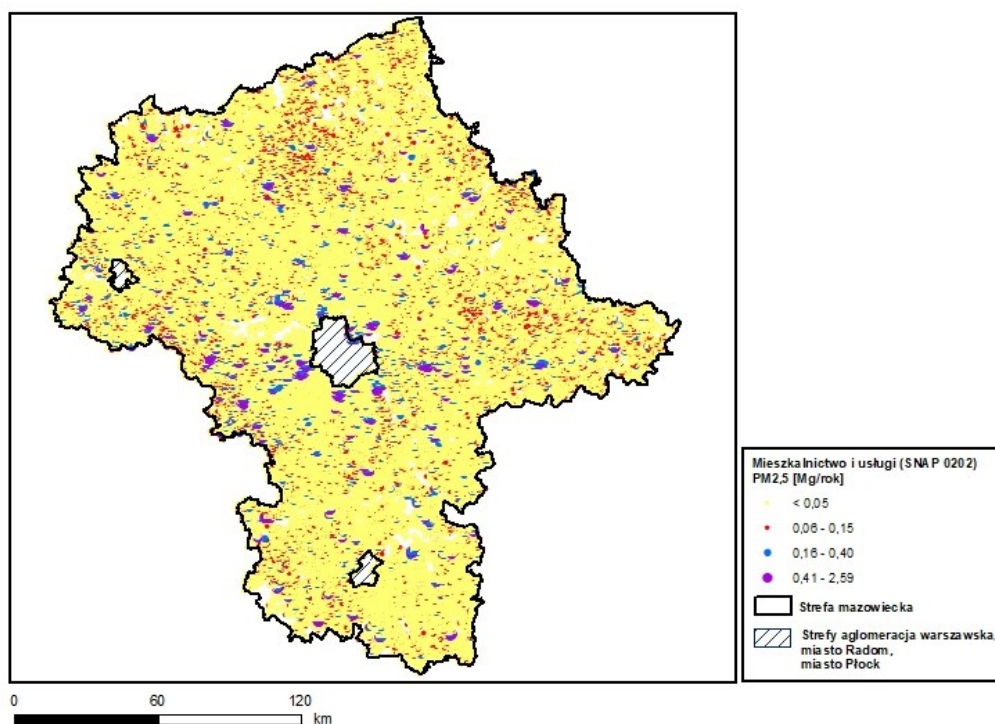 Mieszkalnictwo i usługi (SNAP 0202)
PM2,5 [Mg/rok]
< 0,05
0,06 - 0,15
0,16 - 0,40
0,41 - 2,59
Strefa mazowiecka
Strefy aglomeracja warszawska,
miasto Radom,
miasto Płock
0 60 120
km